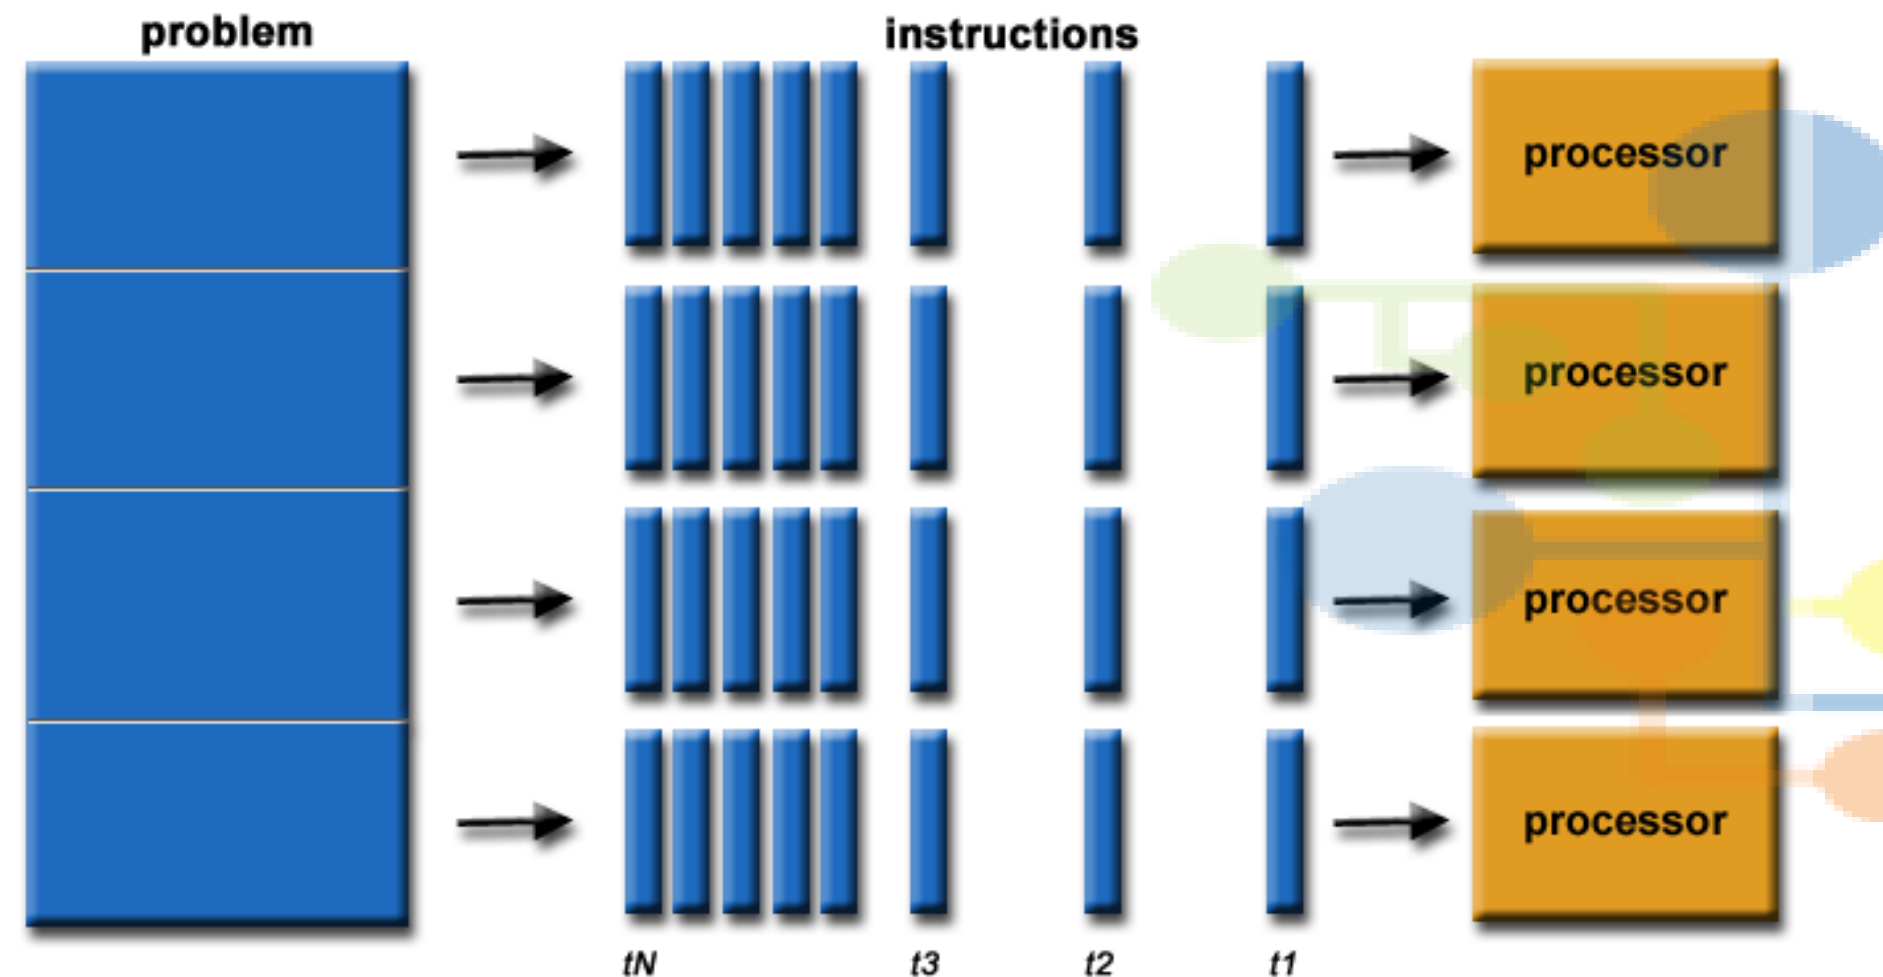 problem
instructions
processor
processor
processor
processor
tN t3 t2 t1